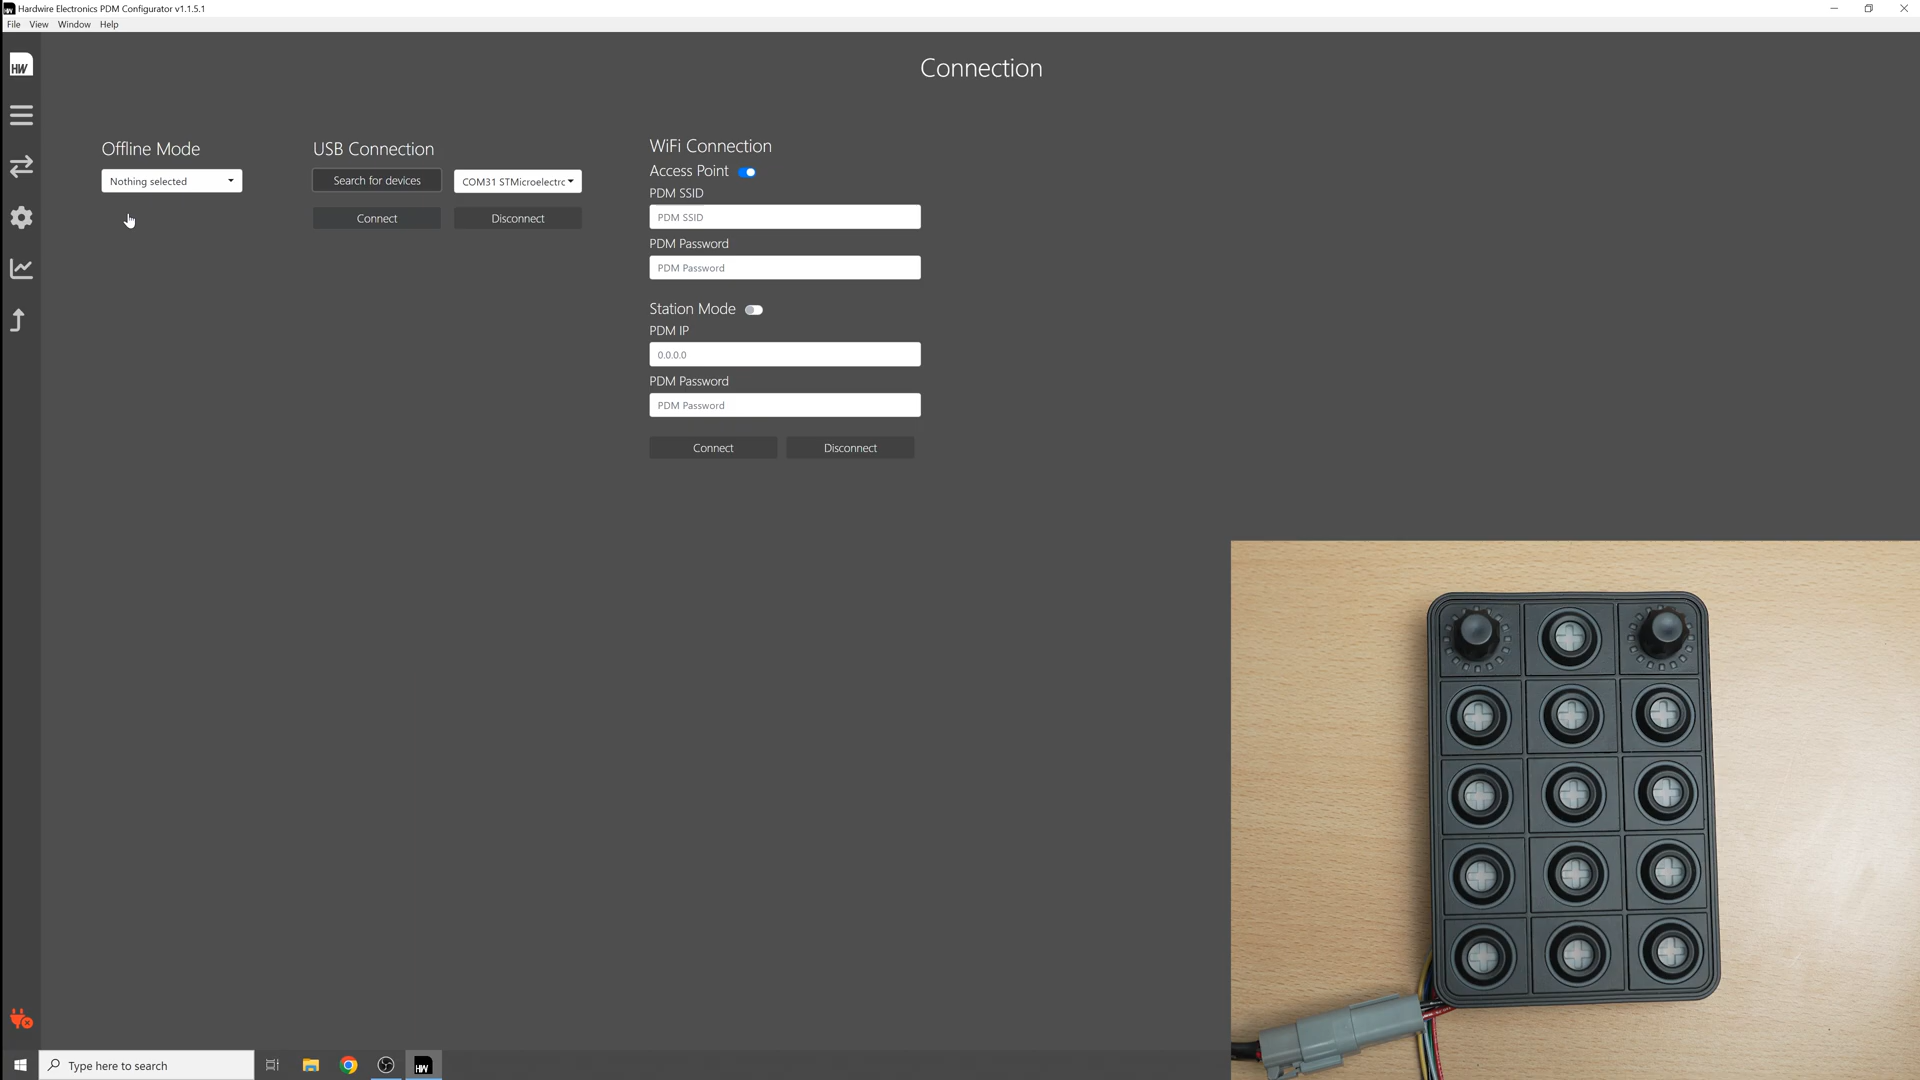 Hardwire Electronics PDM Configurator v1.1.5.1
File View Window Help
HW
Connection
Offline Mode
Nothing selected
USB Connection
Search for devices
COM31 STMicroelectrc
Connect
Disconnect
WiFi Connection
Access Point
PDM SSID
PDM SSID
PDM Password
PDM Password
Station Mode
PDM IP
0.0.0.0
PDM Password
PDM Password
Connect
Disconnect
Type here to search
HW